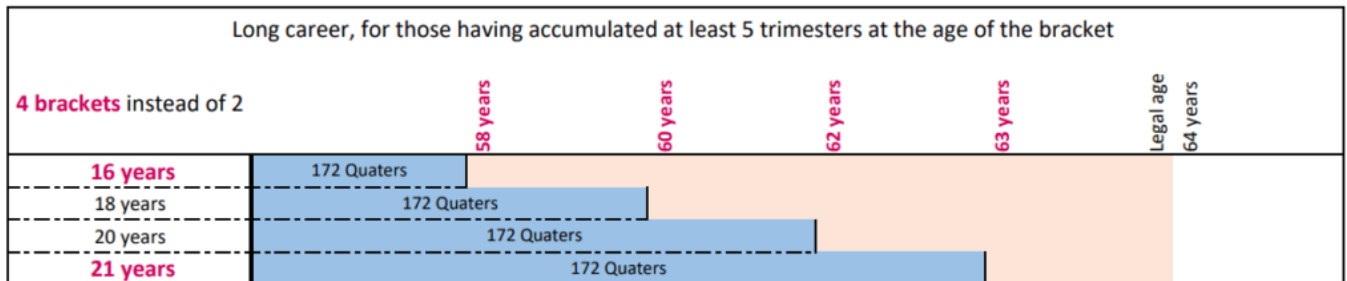 Long career, for those having accumulated at least 5 trimesters at the age of the bracket
4 brackets instead of 2
58 years
60 years
62 years
63 years
Legal age
64 years
16 years
172 Quaters
18 years
172 Quaters
20 years
172 Quaters
21 years
172 Quaters